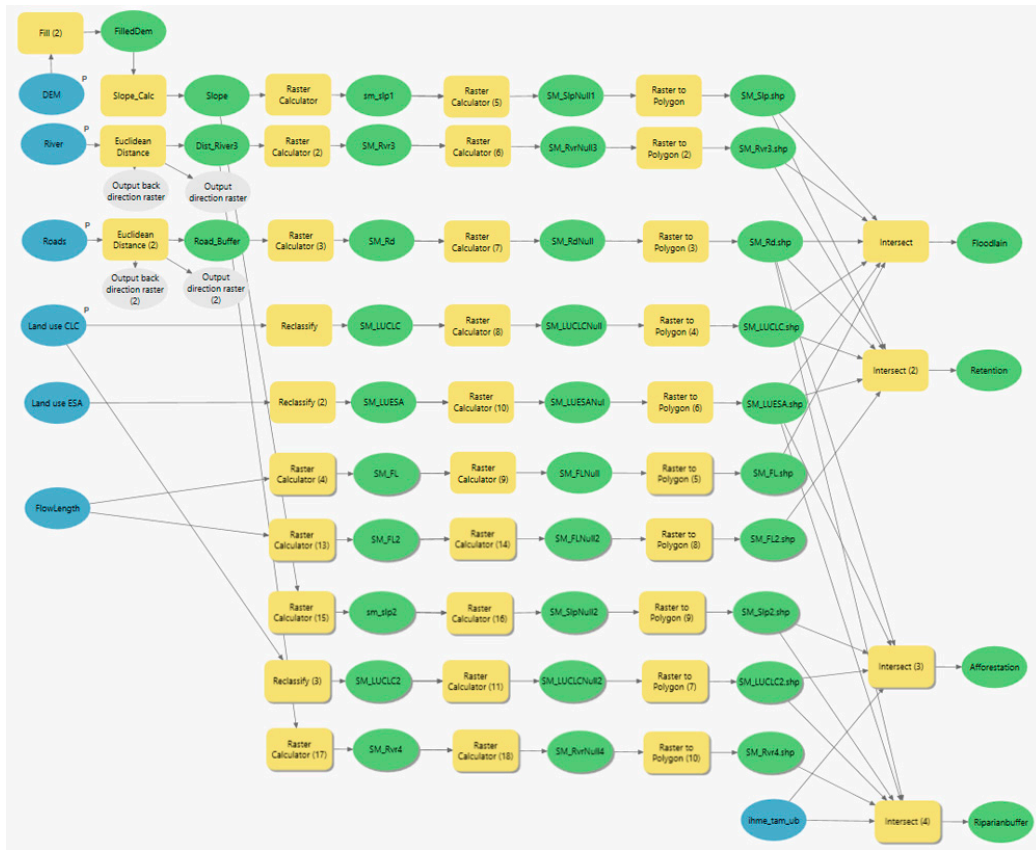 Fill (2)
FilledDem
DEM
P
Slope_Calc
Slope
Raster
Calculator
sm_slp1
Raster
Calculator (5)
SM_SlpNull1
Raster to
Polygon
SM_Slp.shp
River
P
Euclidean
Distance
Dist_River3
Raster
Calculator (2)
SM_Rvr3
Raster
Calculator (6)
SM_RvrNull3
Raster to
Polygon (2)
SM_Rvr3.shp
Output back
direction raster
Output
direction raster
Roads
P
Euclidean
Distance (2)
Road_Buffer
Raster
Calculator (3)
SM_Rd
Raster
Calculator (7)
SM_RdNull
Raster to
Polygon (3)
SM_Rd.shp
Intersect
Floodlain
Output back
direction raster
(2)
Output
direction raster
(2)
Land use CLC
P
Reclassify
SM_LUCLC
Raster
Calculator (8)
SM_LUCLCNull
Raster to
Polygon (4)
SM_LUCLC.shp
Intersect (2)
Retention
Land use ESA
Reclassify (2)
SM_LUESA
Raster
Calculator (10)
SM_LUESANul
Raster to
Polygon (6)
SM_LUESA.shp
FlowLength
Raster
Calculator (4)
SM_FL
Raster
Calculator (9)
SM_FLNull
Raster to
Polygon (5)
SM_FL.shp
Raster
Calculator (13)
SM_FL2
Raster
Calculator (14)
SM_FLNull2
Raster to
Polygon (8)
SM_FL2.shp
Raster
Calculator (15)
sm_slp2
Raster
Calculator (16)
SM_SlpNull2
Raster to
Polygon (9)
SM_Slp2.shp
Reclassify (3)
SM_LUCLC2
Raster
Calculator (11)
SM_LUCLCNull2
Raster to
Polygon (7)
SM_LUCLC2.shp
Intersect (3)
Afforestation
Raster
Calculator (17)
SM_Rvr4
Raster
Calculator (18)
SM_RvrNull4
Raster to
Polygon (10)
SM_Rvr4.shp
ihme_tam_ub
Intersect (4)
Riparianbuffer